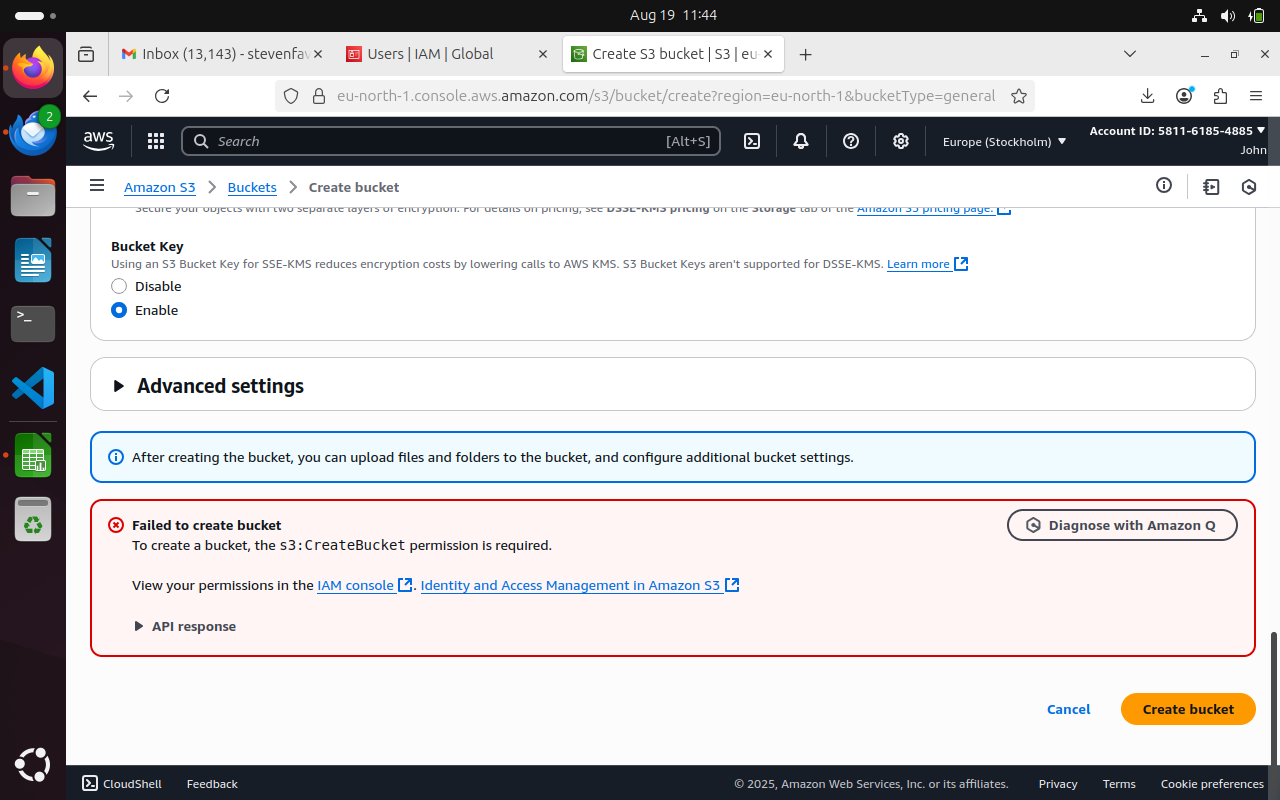 Aug 19 11:44
Inbox (13,143) - stevenfav
Users | IAM | Global
Create S3 bucket | S3 | eu-
2
eu-north-1.console.aws.amazon.com/s3/bucket/create?region=eu-north-1&bucketType=general
aws
Search
[Alt+S]
Europe (Stockholm)
Account ID: 5811-6185-4885
John
Amazon S3
Buckets
Create bucket
Secure your objects with two separate layers of encryption. For details on pricing, see DSSE-KMS pricing on the Storage tab of the Amazon S3 pricing page.
Bucket Key
Using an S3 Bucket Key for SSE-KMS reduces encryption costs by lowering calls to AWS KMS. S3 Bucket Keys aren't supported for DSSE-KMS. Learn more
Disable
Enable
Advanced settings
After creating the bucket, you can upload files and folders to the bucket, and configure additional bucket settings.
Failed to create bucket
Diagnose with Amazon Q
To create a bucket, the s3:CreateBucket permission is required.
View your permissions in the IAM console. Identity and Access Management in Amazon S3
API response
Cancel
Create bucket
CloudShell
Feedback
© 2025, Amazon Web Services, Inc. or its affiliates.
Privacy
Terms
Cookie preferences